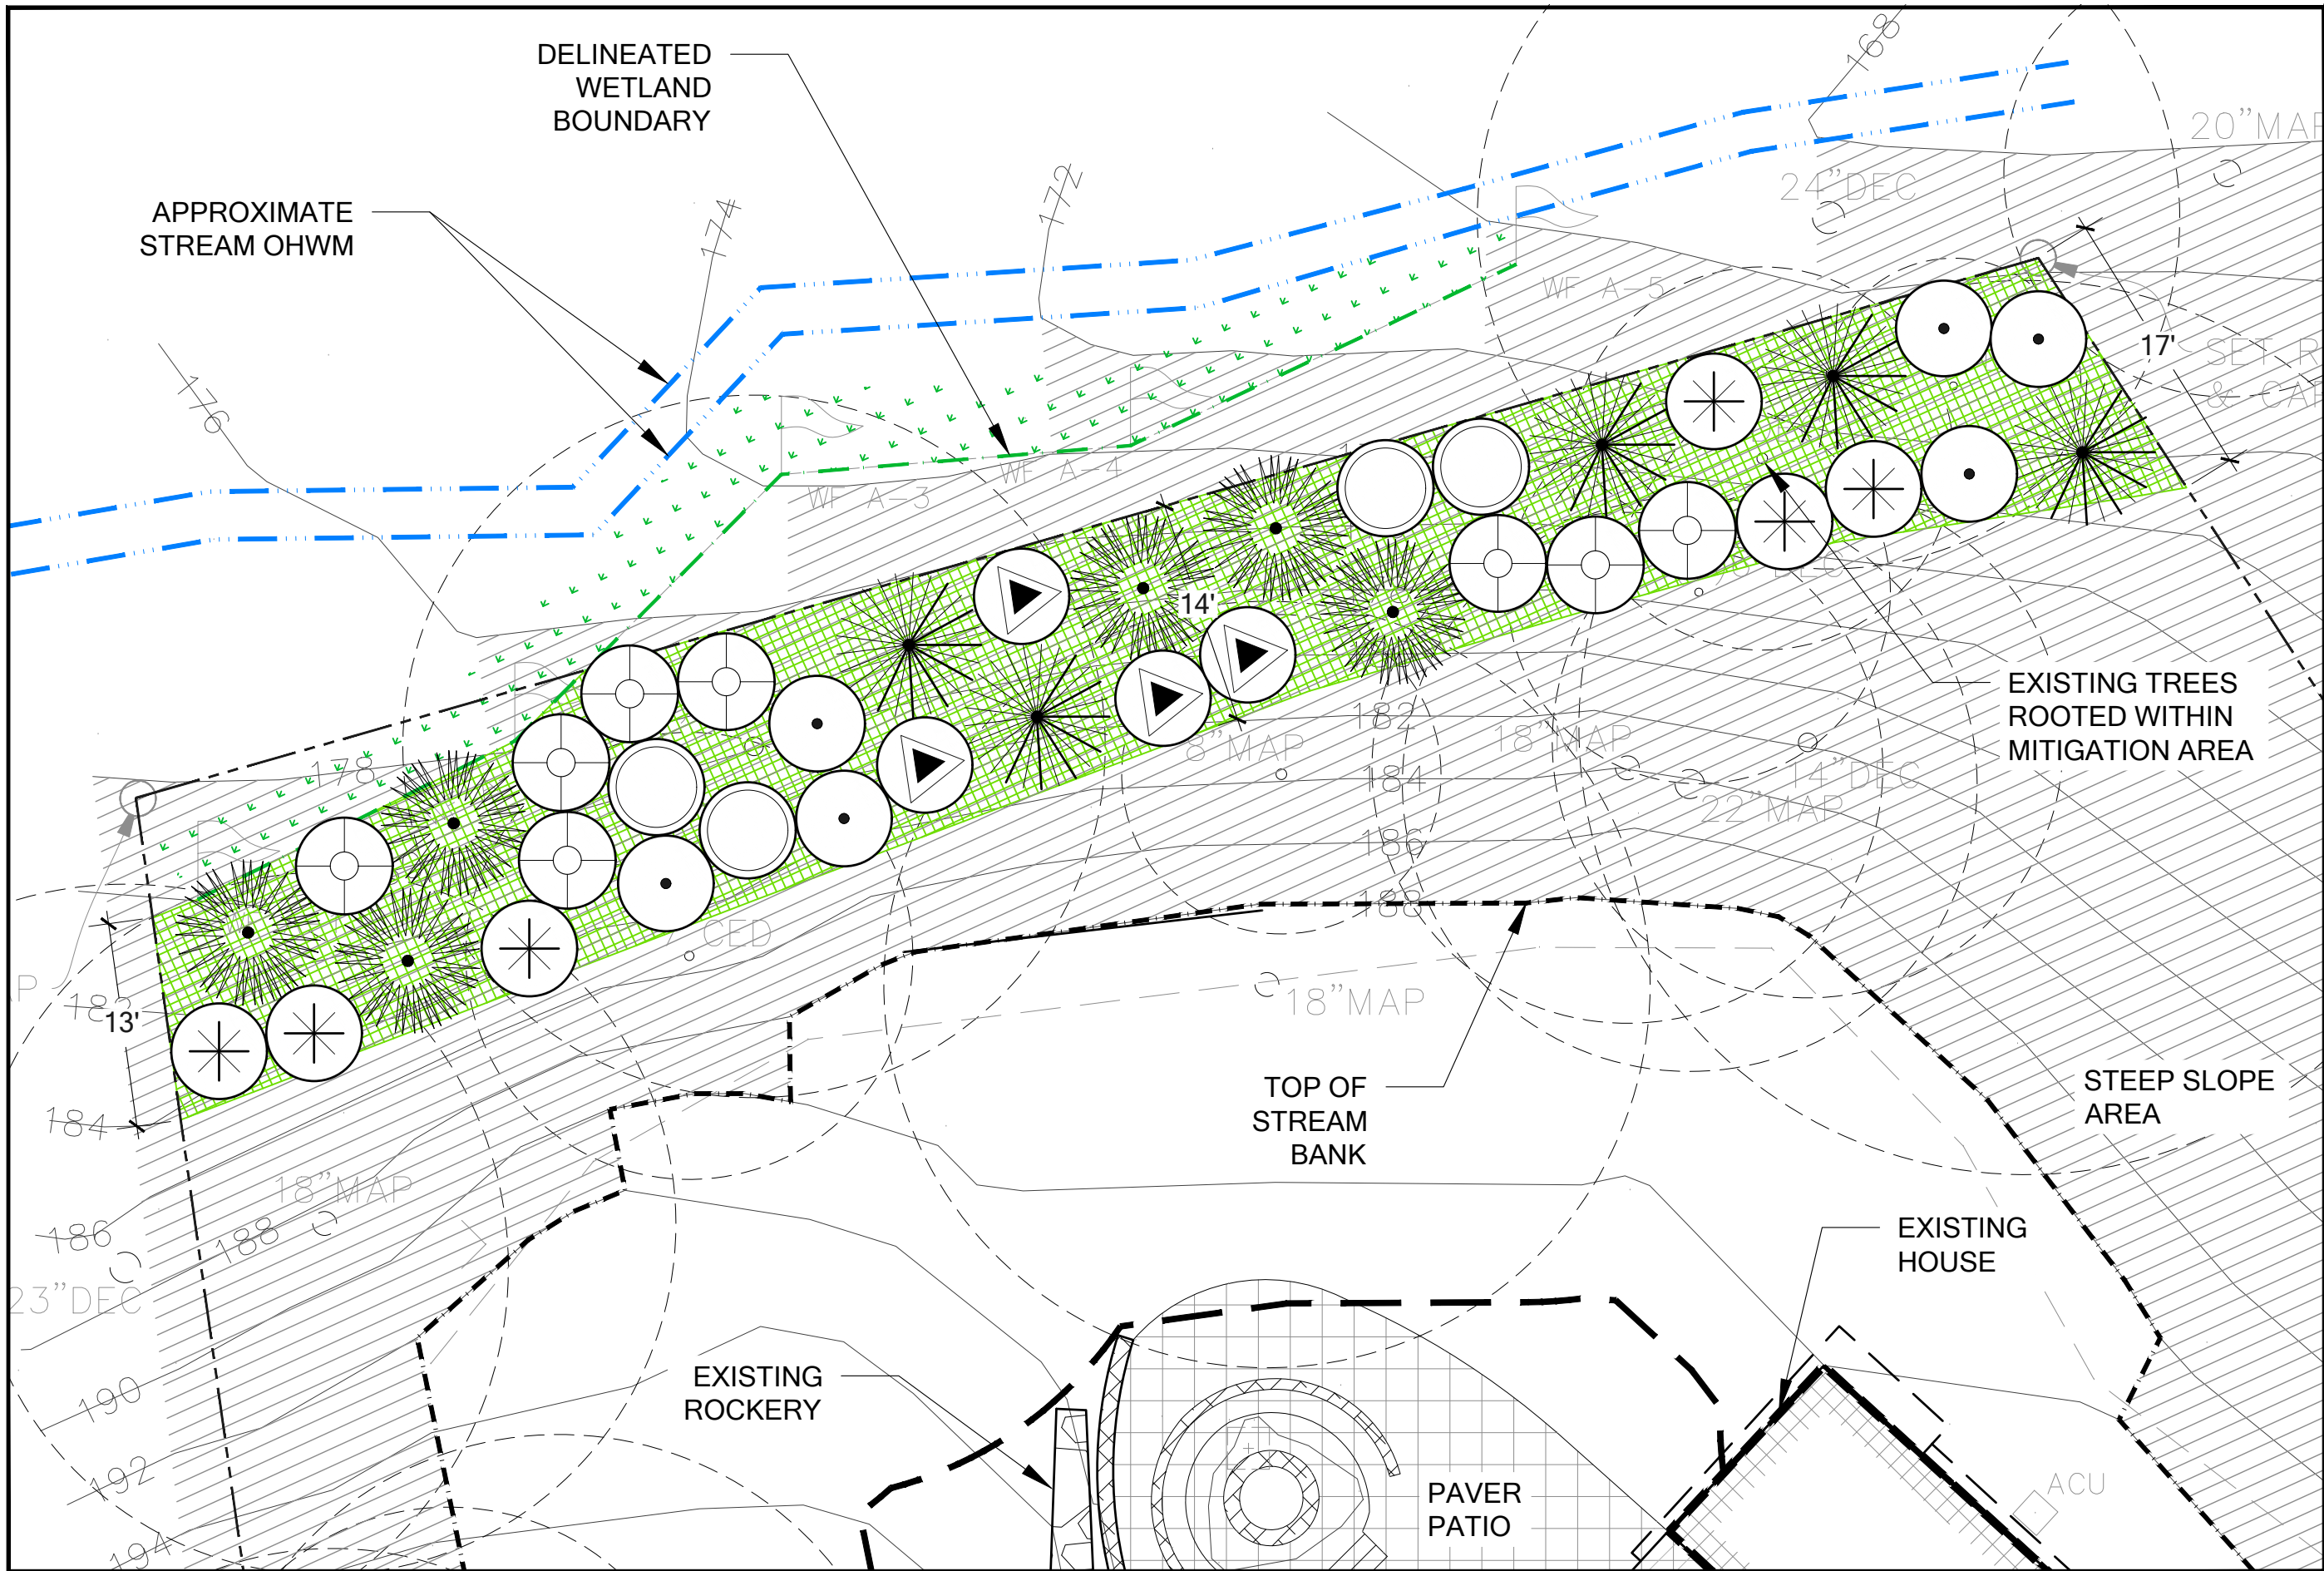 DELINEATED
WETLAND
BOUNDARY
168
20"MAP
24"DEC
172
174
APPROXIMATE
STREAM OHWM
WF A-5
17'
176
WF A-4
WF A-3
14'
EXISTING TREES
ROOTED WITHIN
MITIGATION AREA
182
18"MAP
8"MAP
178
184
14"DEC
22"MAP
186
188
CED
18"MAP
182
13'
TOP OF
STREAM
BANK
STEEP SLOPE
AREA
184
18"MAP
186
188
EXISTING
HOUSE
23"DEC
EXISTING
ROCKERY
190
192
PAVER
PATIO
ACU
194